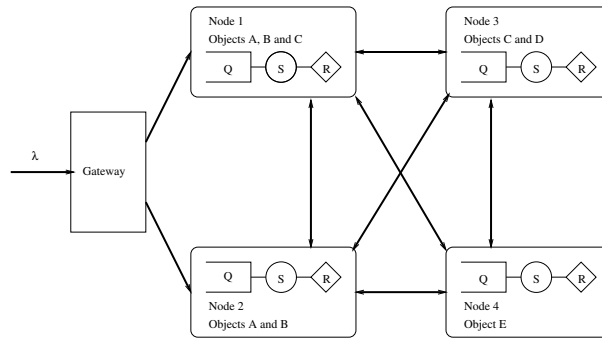 Node 1
Objects A, B and C
Q S R
Node 3
Objects C and D
Q S R
λ
Gateway
Q S R
Node 2
Objects A and B
Q S R
Node 4
Object E